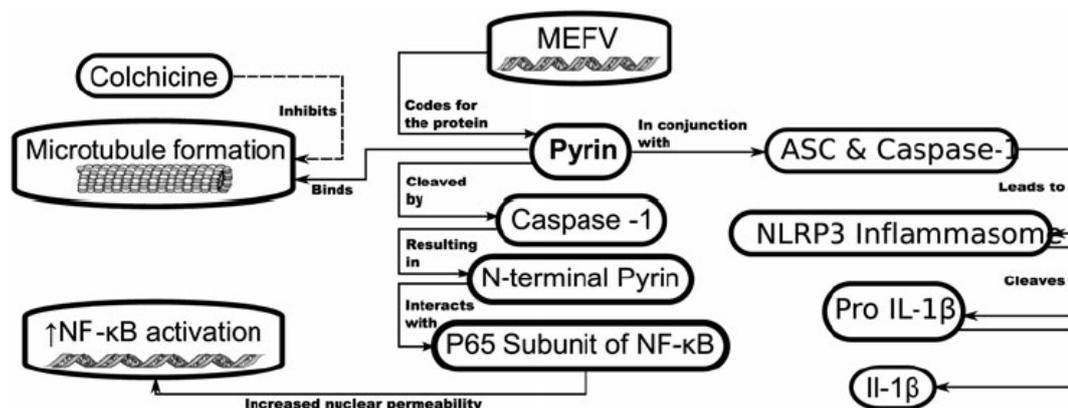 MEFV
Colchicine
Inhibits
Codes for
the protein
Microtubule formation
Pyrin
In conjunction
with
ASC & Caspase-1
Binds
Leads to
Cleaved
by
Caspase -1
NLRP3 Inflammasome
Resulting
in
N-terminal Pyrin
Cleaves
Interacts
with
Pro IL-1β
↑NF-κB activation
P65 Subunit of NF-κB
Il-1β
Increased nuclear permeability